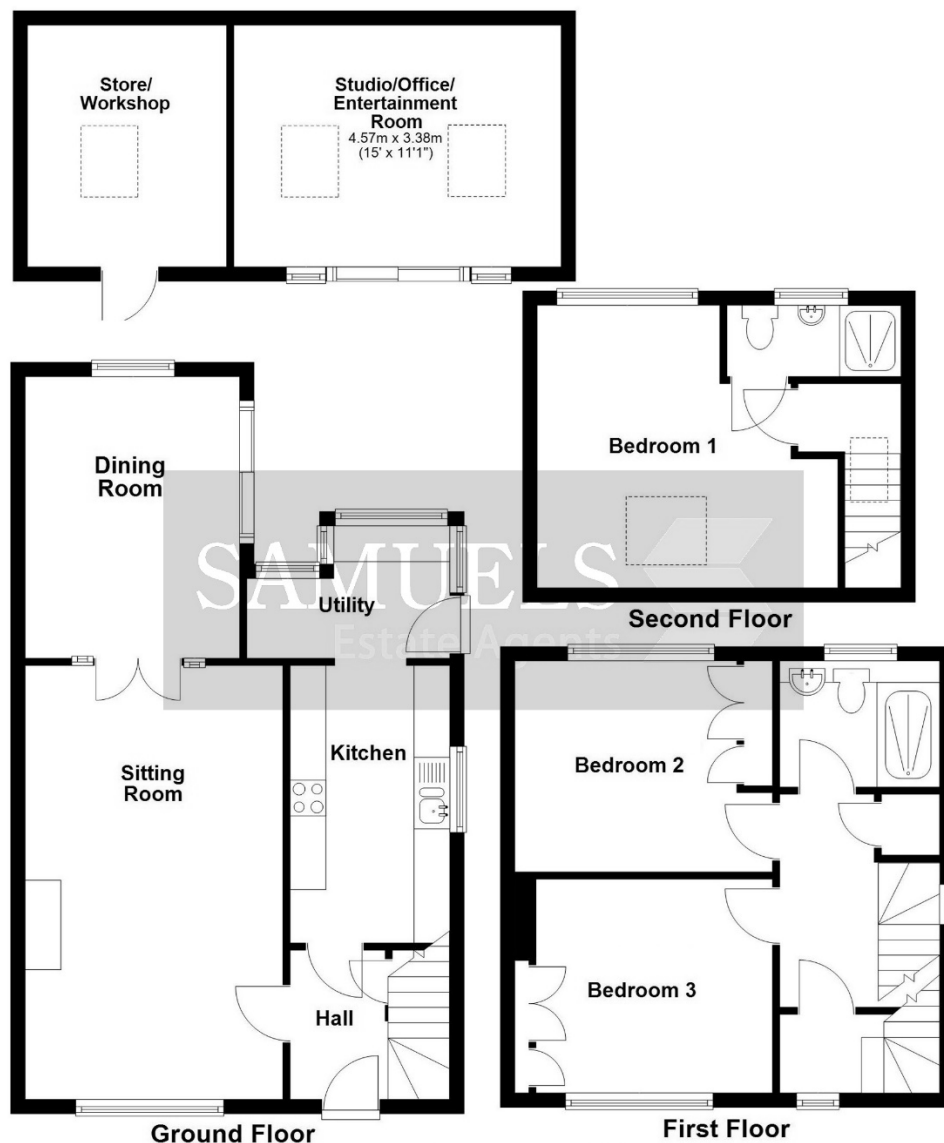 Store/
Workshop
Studio/Office/
Entertainment
Room
4.57m x 3.38m
(15' x 11'1")
Dining
Room
Bedroom 1
SAMUELS
Estate Agents
Utility
Second Floor
Sitting
Room
Kitchen
Bedroom 2
Hall
Bedroom 3
Ground Floor
First Floor